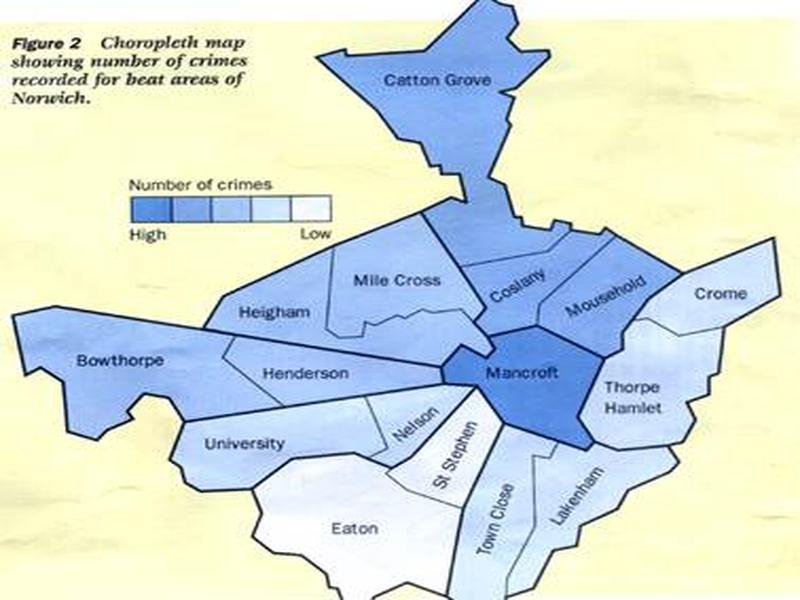 Figure 2 Choropleth map
showing number of crimes
recorded for beat areas of
Norwich.
Catton Grove
Number of crimes
High
Low
Mile Cross
Coslany
Mousehold
Crome
Heigham
Bowthorpe
Henderson
Mancroft
Thorpe
Hamlet
University
Nelson
St Stephen
Eaton
Town Close
Lakenham